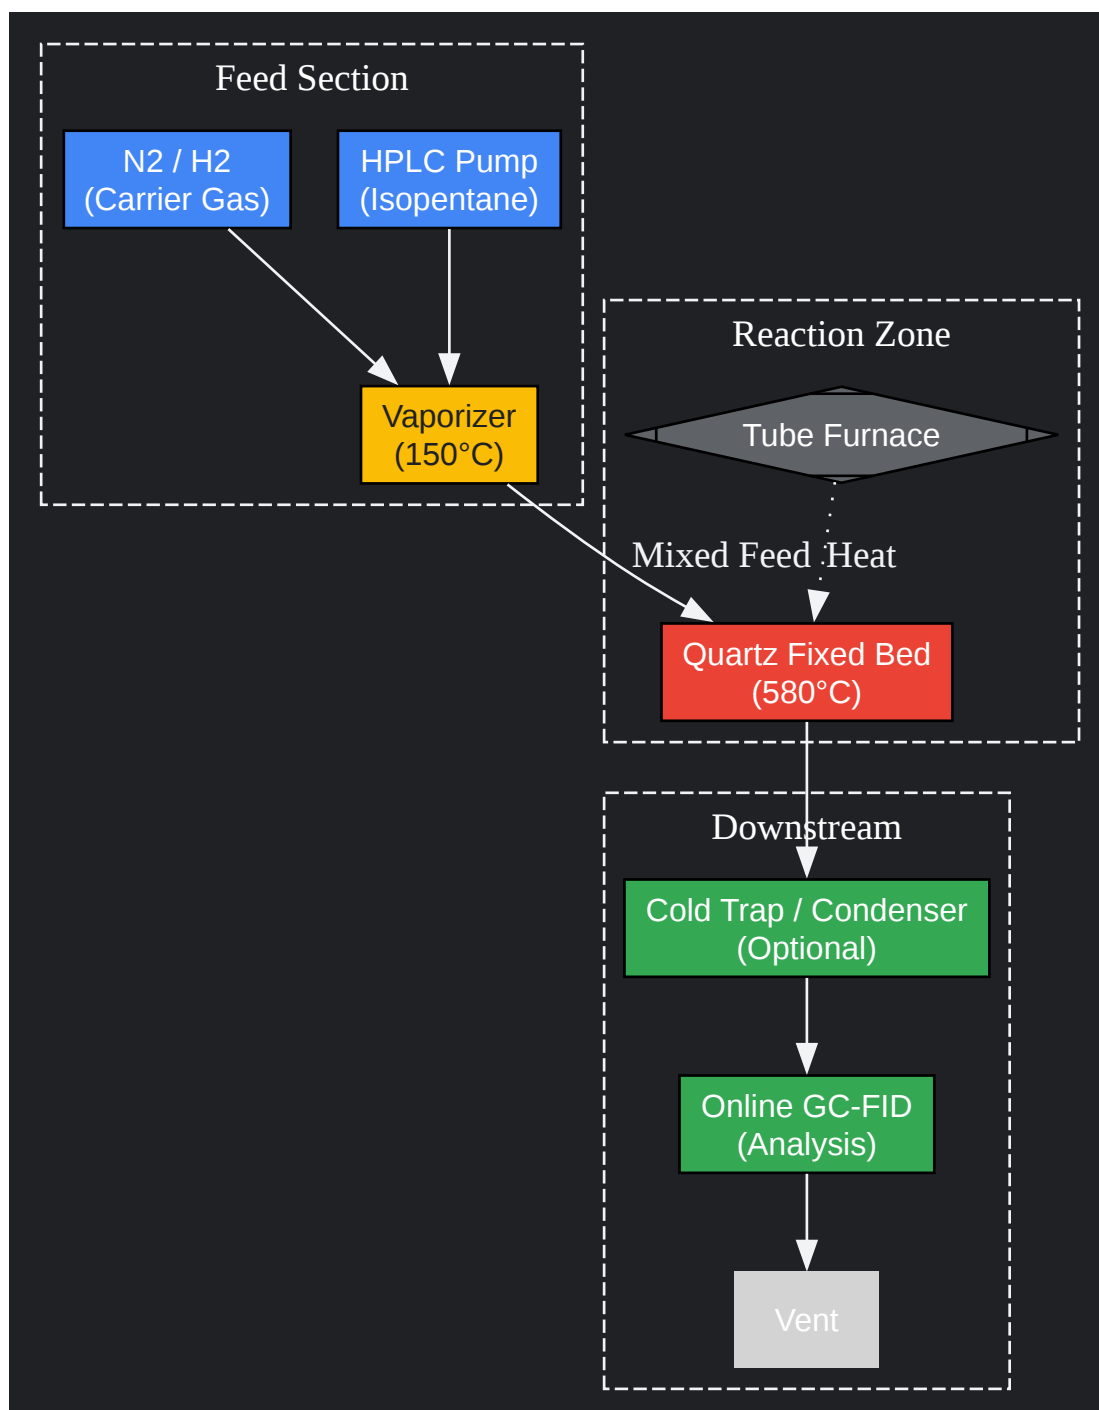 Feed Section
N2 / H2
(Carrier Gas)
HPLC Pump
(Isopentane)
Vaporizer
(150°C)
Reaction Zone
Tube Furnace
Mixed Feed
Heat
Quartz Fixed Bed
(580°C)
Downstream
Cold Trap / Condenser
(Optional)
Online GC-FID
(Analysis)
Vent